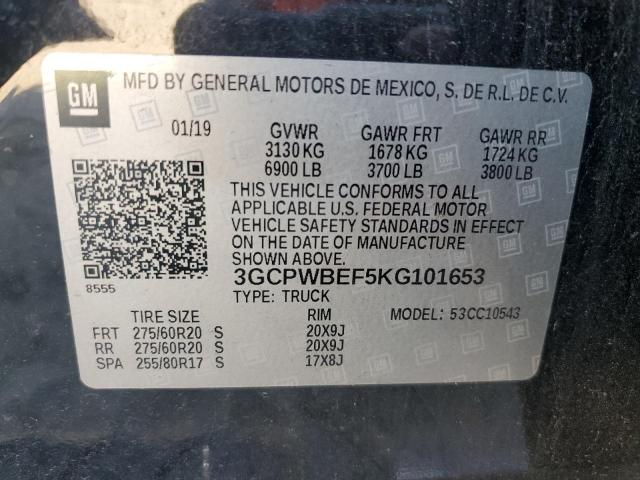 GM
MFD BY GENERAL MOTORS DE MEXICO, S. DE R.L. DE C.V.
01/19 GVWR GAWR FRT GAWR RR
3130 KG 1678 KG 1724 KG
6900 LB 3700 LB 3800 LB
THIS VEHICLE CONFORMS TO ALL
APPLICABLE U.S. FEDERAL MOTOR
VEHICLE SAFETY STANDARDS IN EFFECT
ON THE DATE OF MANUFACTURE
SHOWN ABOVE.
8555
3GCPWBEF5KG101653
TYPE: TRUCK
TIRE SIZE RIM MODEL: 53CC10543
FRT 275/60R20 S 20X9J
RR 275/60R20 S 20X9J
SPA 255/80R17 S 17X8J